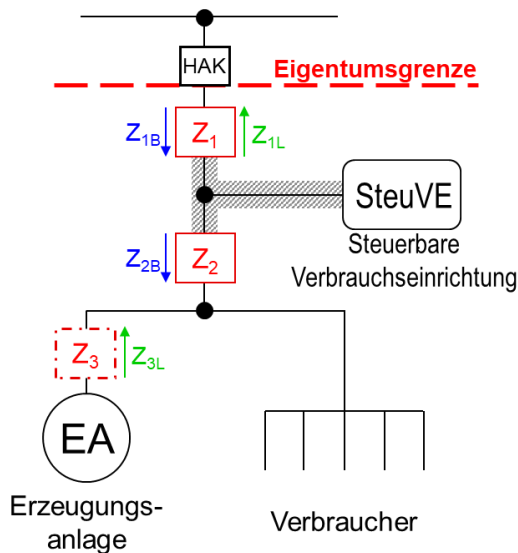 HAK
Eigentumsgrenze
Z1B
Z1
Z1L
SteuVE
Steuerbare
Verbrauchseinrichtung
Z2B
Z2
Z3
Z3L
EA
Erzeugungs-
anlage
Verbraucher